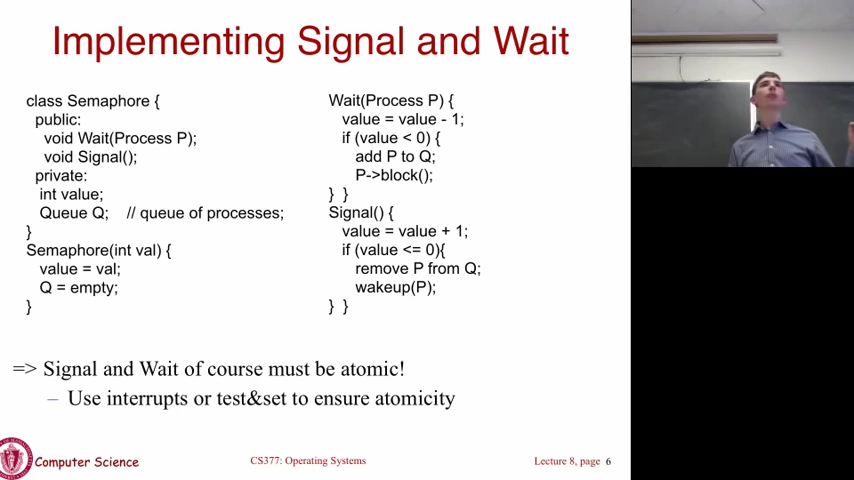 Implementing Signal and Wait
class Semaphore {
public:
void Wait(Process P);
void Signal();
private:
int value;
Queue Q;    // queue of processes;
}
Semaphore(int val) {
value = val;
Q = empty;
}
Wait(Process P) {
value = value - 1;
if (value < 0) {
add P to Q;
P->block();
}  }
Signal() {
value = value + 1;
if (value <= 0){
remove P from Q;
wakeup(P);
}  }
=> Signal and Wait of course must be atomic!
– Use interrupts or test&set to ensure atomicity
Computer Science
CS377: Operating Systems
Lecture 8, page 6